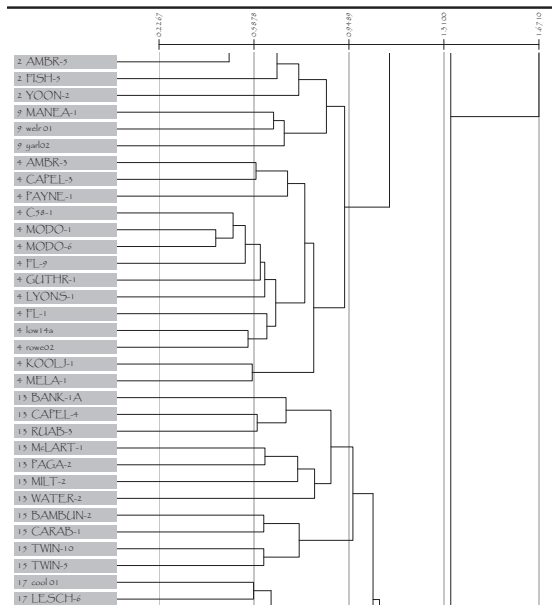 0.2267 0.5878 0.9489 1.3100 1.6710
2 AMBR-5
2 FISH-5
2 YOON-2
9 MANEA-1
9 welr 01
9 yarl02
4 AMBR-3
4 CAPEL-3
4 PAYNE-1
4 C58-1
4 MODO-1
4 MODO-6
4 FL-9
4 GUTHR-1
4 LYONS-1
4 FL-1
4 low14a
4 rowe02
4 KOOLJ-1
4 MELA-1
13 BANK-1A
13 CAPEL-4
13 RUAB-3
13 McLART-1
13 PAGA-2
13 MILT-2
13 WATER-2
15 BAMBUN-2
15 CARAB-1
15 TWIN-10
15 TWIN-5
17 cool 01
17 LESCH-6